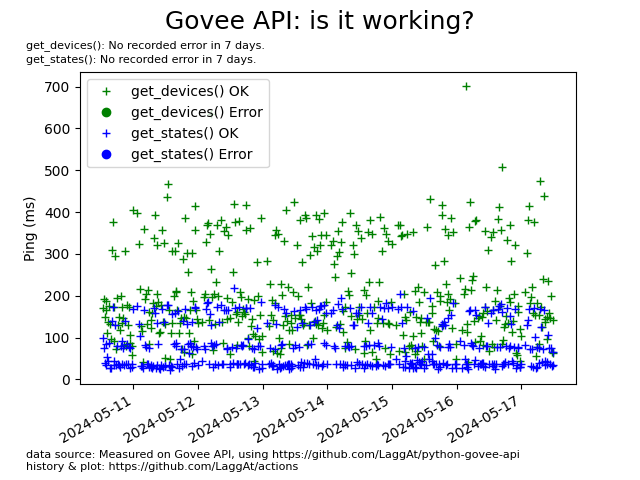 Govee API: is it working?
get_devices(): No recorded error in 7 days.
get_states(): No recorded error in 7 days.
get_devices() OK
get_devices() Error
get_states() OK
get_states() Error
Ping (ms)
700
600
500
400
300
200
100
0
2024-05-11
2024-05-12
2024-05-13
2024-05-14
2024-05-15
2024-05-16
2024-05-17
data source: Measured on Govee API, using https://github.com/LaggAt/python-govee-api
history & plot: https://github.com/LaggAt/actions